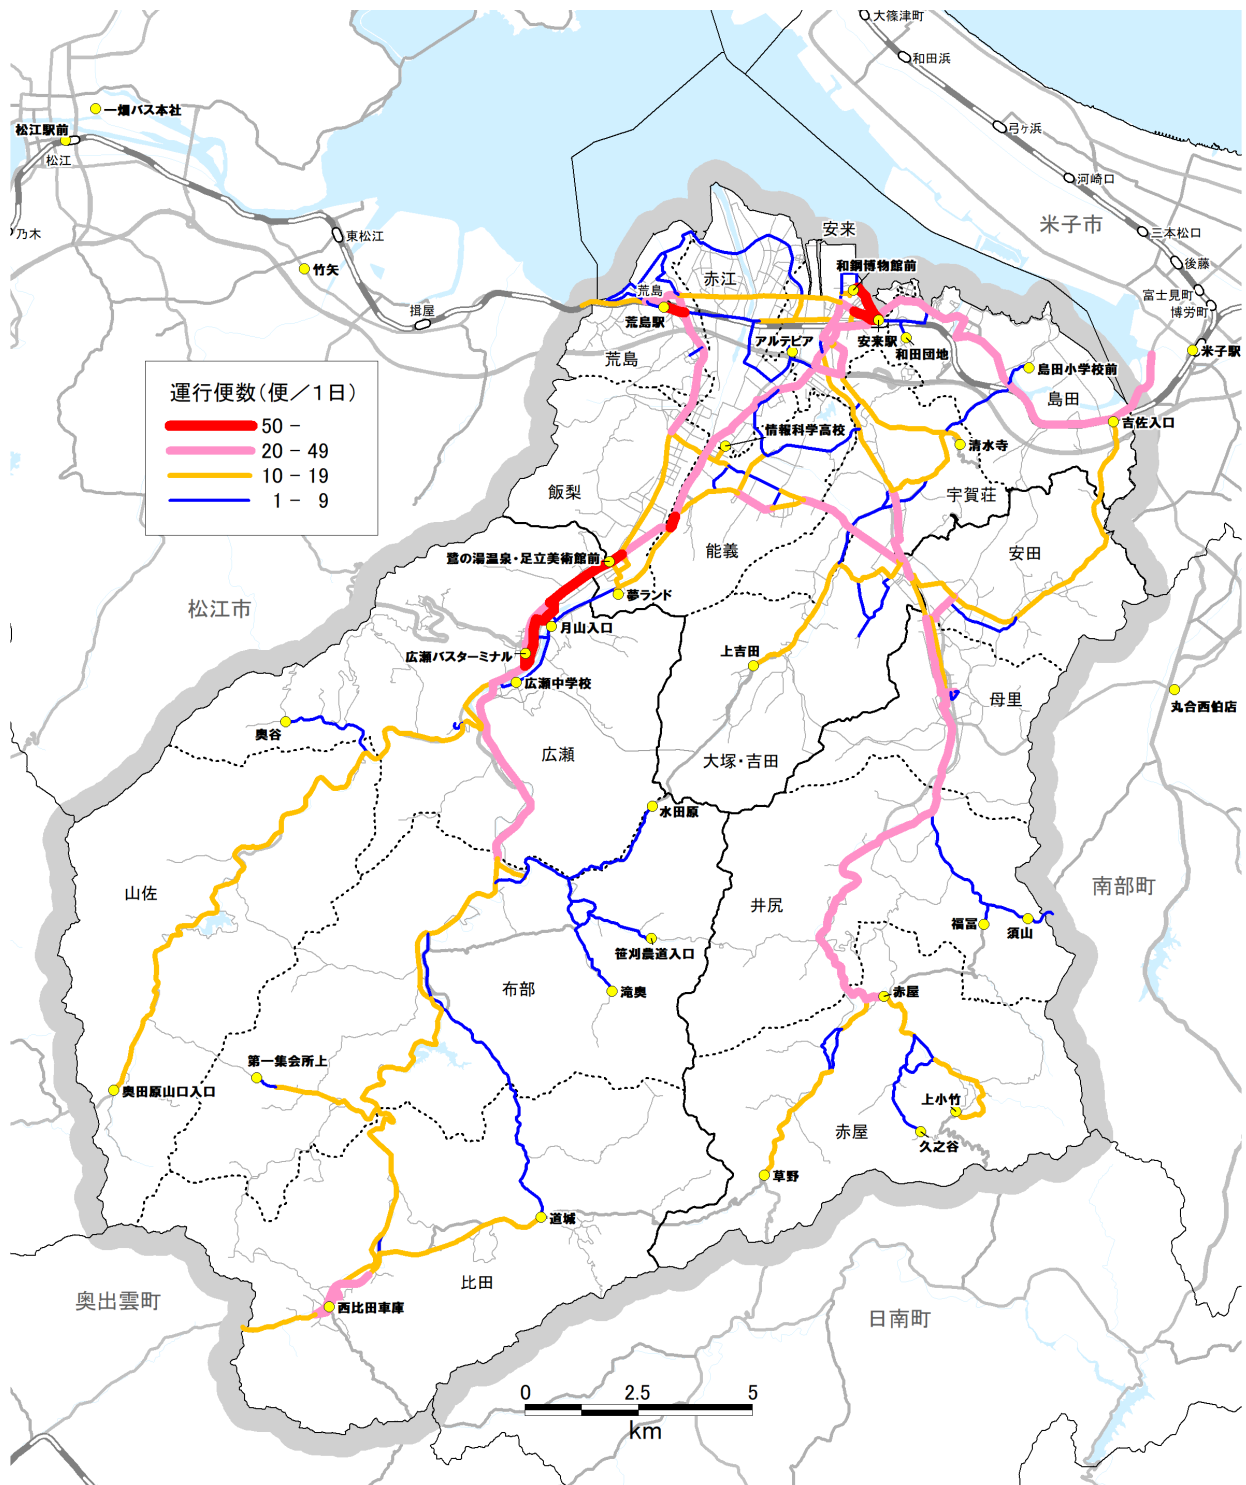 大篠津町
和田浜
一畑バス本社
松江駅前
松江
弓ヶ浜
河崎口
米子市
乃木
東松江
安来
三本松口
竹矢
和鋼博物館前
後藤
赤江
荒島
富士見町
博労町
揖屋
荒島駅
アルテピア
安来駅
和田団地
米子駅
荒島
島田小学校前
島田
運行便数(便/1日)
50 -
20 - 49
10 - 19
1 - 9
吉佐入口
情報科学高校
清水寺
飯梨
宇賀荘
能義
安田
鷺の湯温泉・足立美術館前
夢ランド
松江市
月山入口
広瀬バスターミナル
上吉田
広瀬中学校
母里
丸合西伯店
奥谷
広瀬
大塚・吉田
水田原
南部町
山佐
井尻
福冨
須山
笹刈農道入口
布部
滝奥
赤屋
第一集会所上
奥田原山口入口
上小竹
赤屋
久之谷
草野
道城
比田
奥出雲町
西比田車庫
日南町
0 2.5 5
km